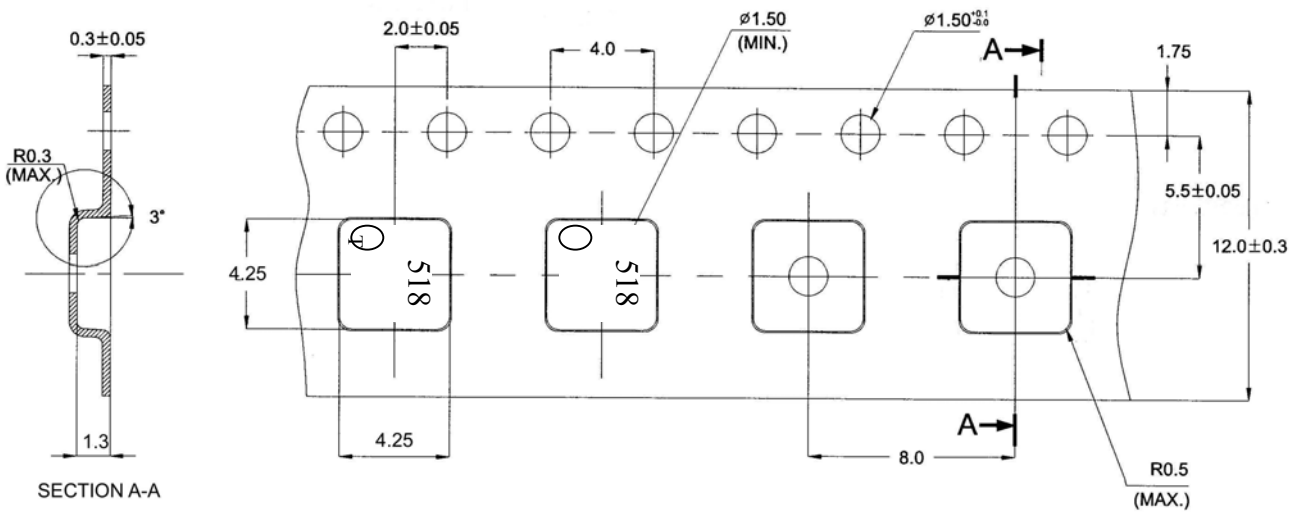 0.3±0.05
2.0±0.05
4.0
ø1.50
(MIN.)
ø1.50 +0.1 -0.0
A
1.75
R0.3
(MAX.)
3°
5.5±0.05
12.0±0.3
4.25
T
518
518
1.3
4.25
A
8.0
R0.5
(MAX.)
SECTION A-A